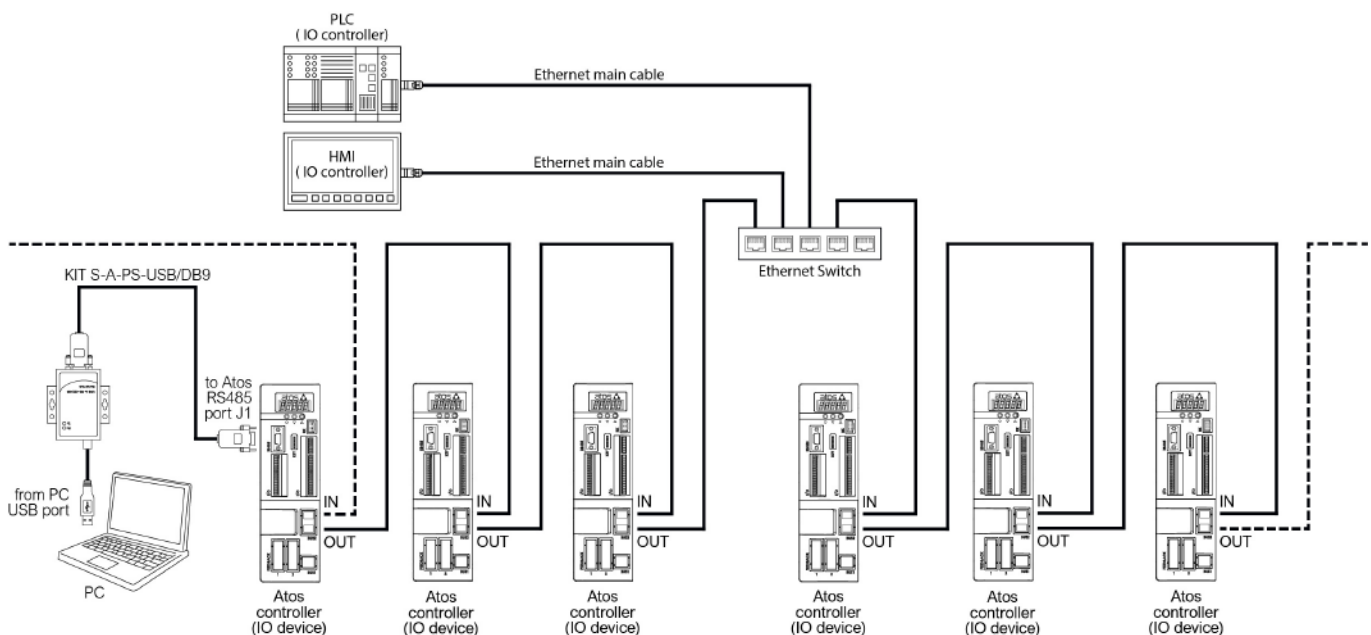 PLC
( IO controller)
Ethernet main cable
HMI
( IO controller)
Ethernet main cable
Ethernet Switch
KIT S-A-PS-USB/DB9
to Atos
RS485
port J1
from PC
USB port
PC
IN
OUT
IN
OUT
IN
OUT
IN
OUT
IN
OUT
IN
OUT
Atos
controller
(IO device)
Atos
controller
(IO device)
Atos
controller
(IO device)
Atos
controller
(IO device)
Atos
controller
(IO device)
Atos
controller
(IO device)